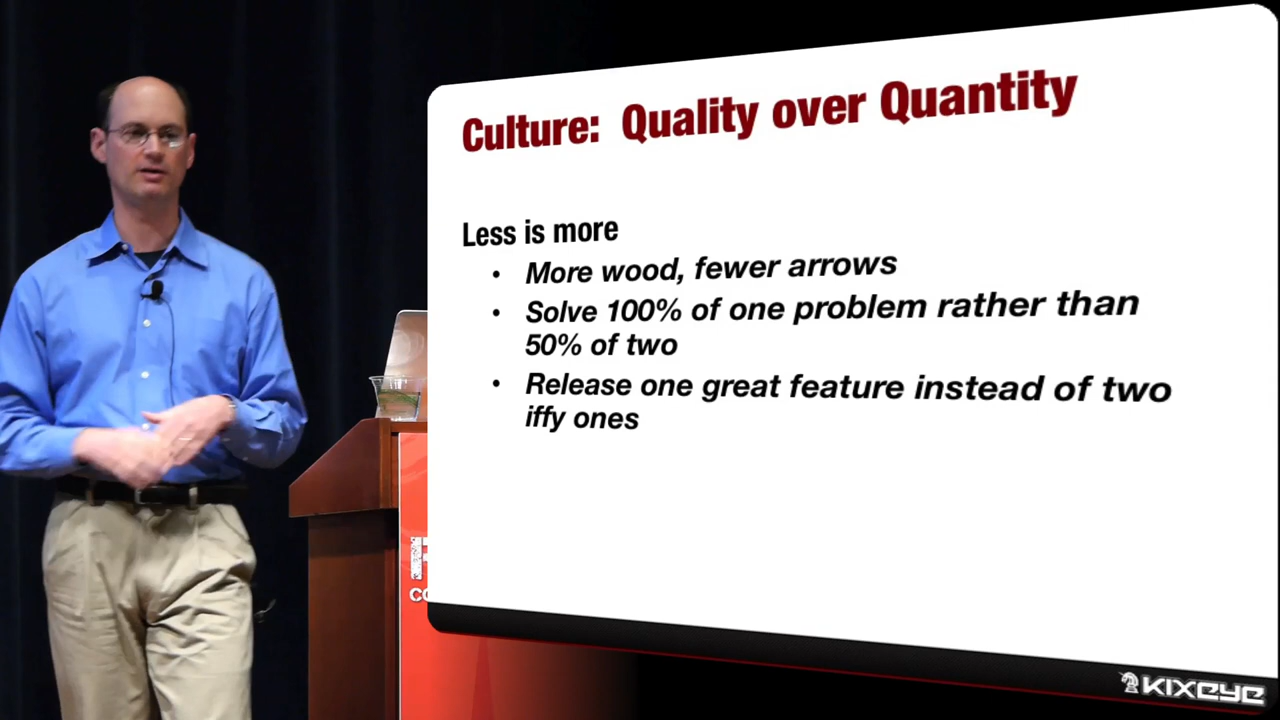 Culture: Quality over Quantity
Less is more
• More wood, fewer arrows
• Solve 100% of one problem rather than
50% of two
• Release one great feature instead of two
iffy ones
KIXEYE